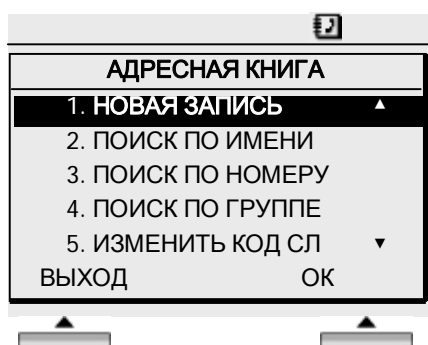 АДРЕСНАЯ КНИГА
1. НОВАЯ ЗАПИСЬ
2. ПОИСК ПО ИМЕНИ
3. ПОИСК ПО НОМЕРУ
4. ПОИСК ПО ГРУППЕ
5. ИЗМЕНИТЬ КОД СЛ
ВЫХОД ОК